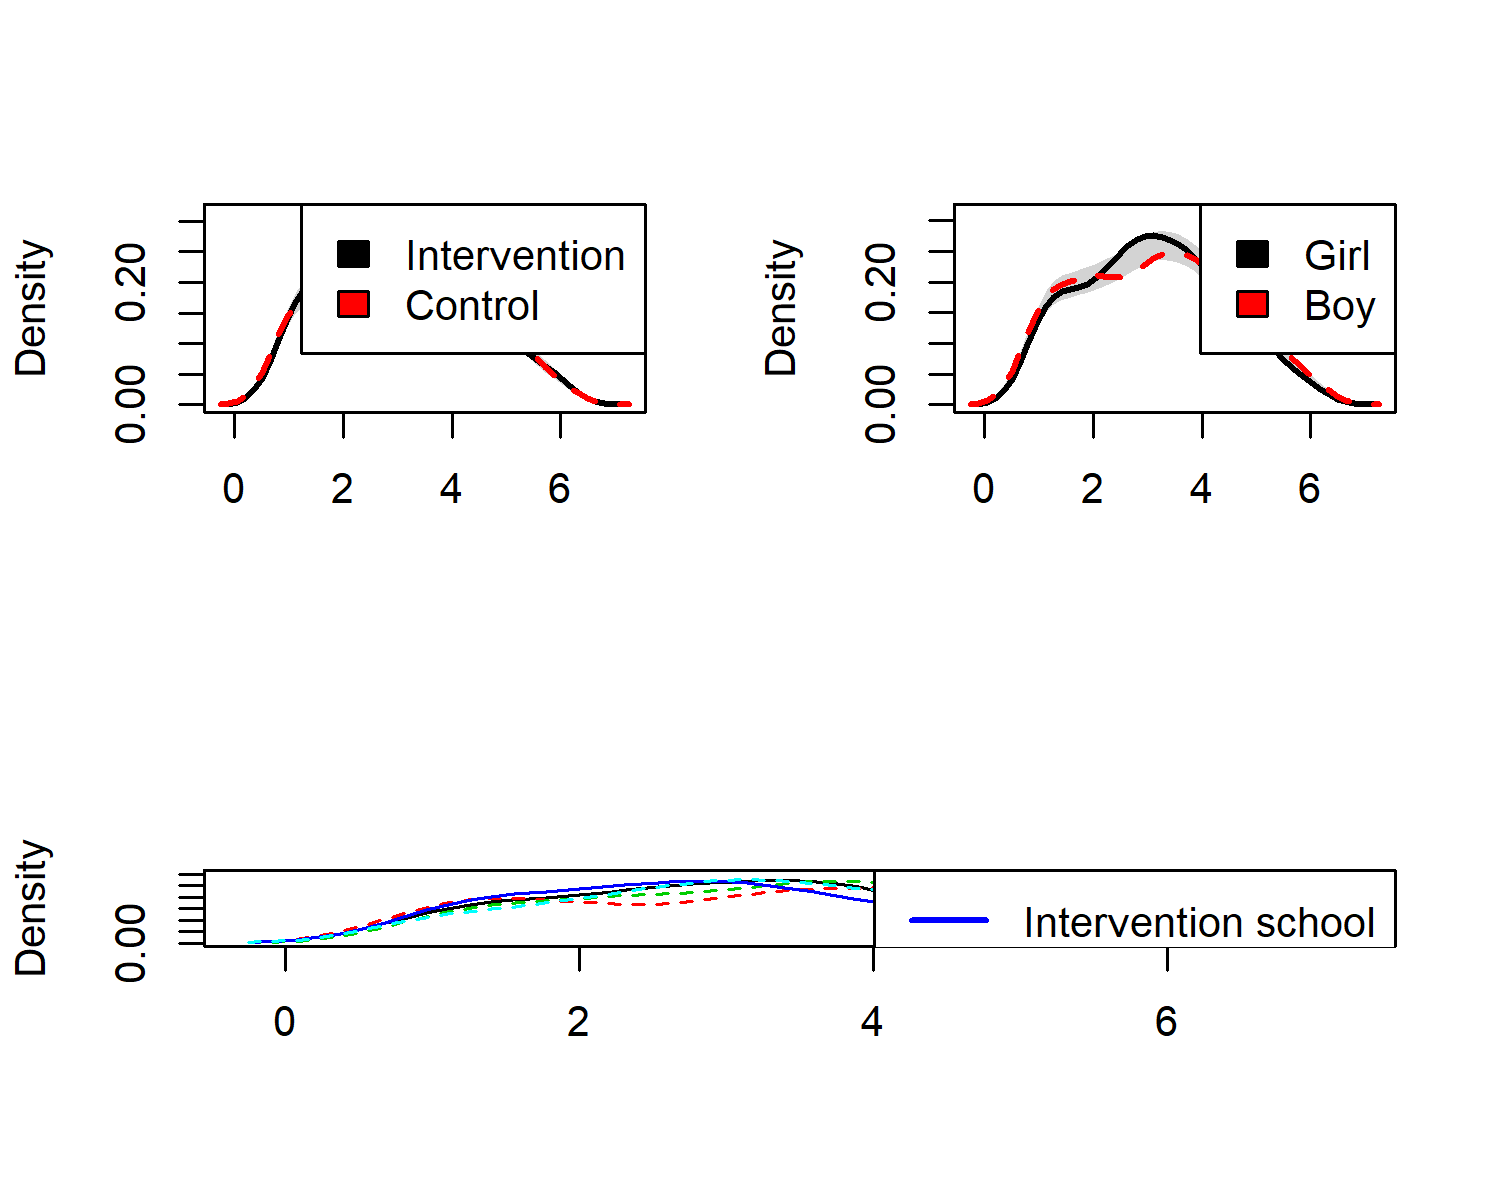 Density
0.00 0.20
Intervention
Control
0 2 4 6
Density
0.00 0.20
Girl
Boy
0 2 4 6
Density
0.00
Intervention school
0 2 4 6